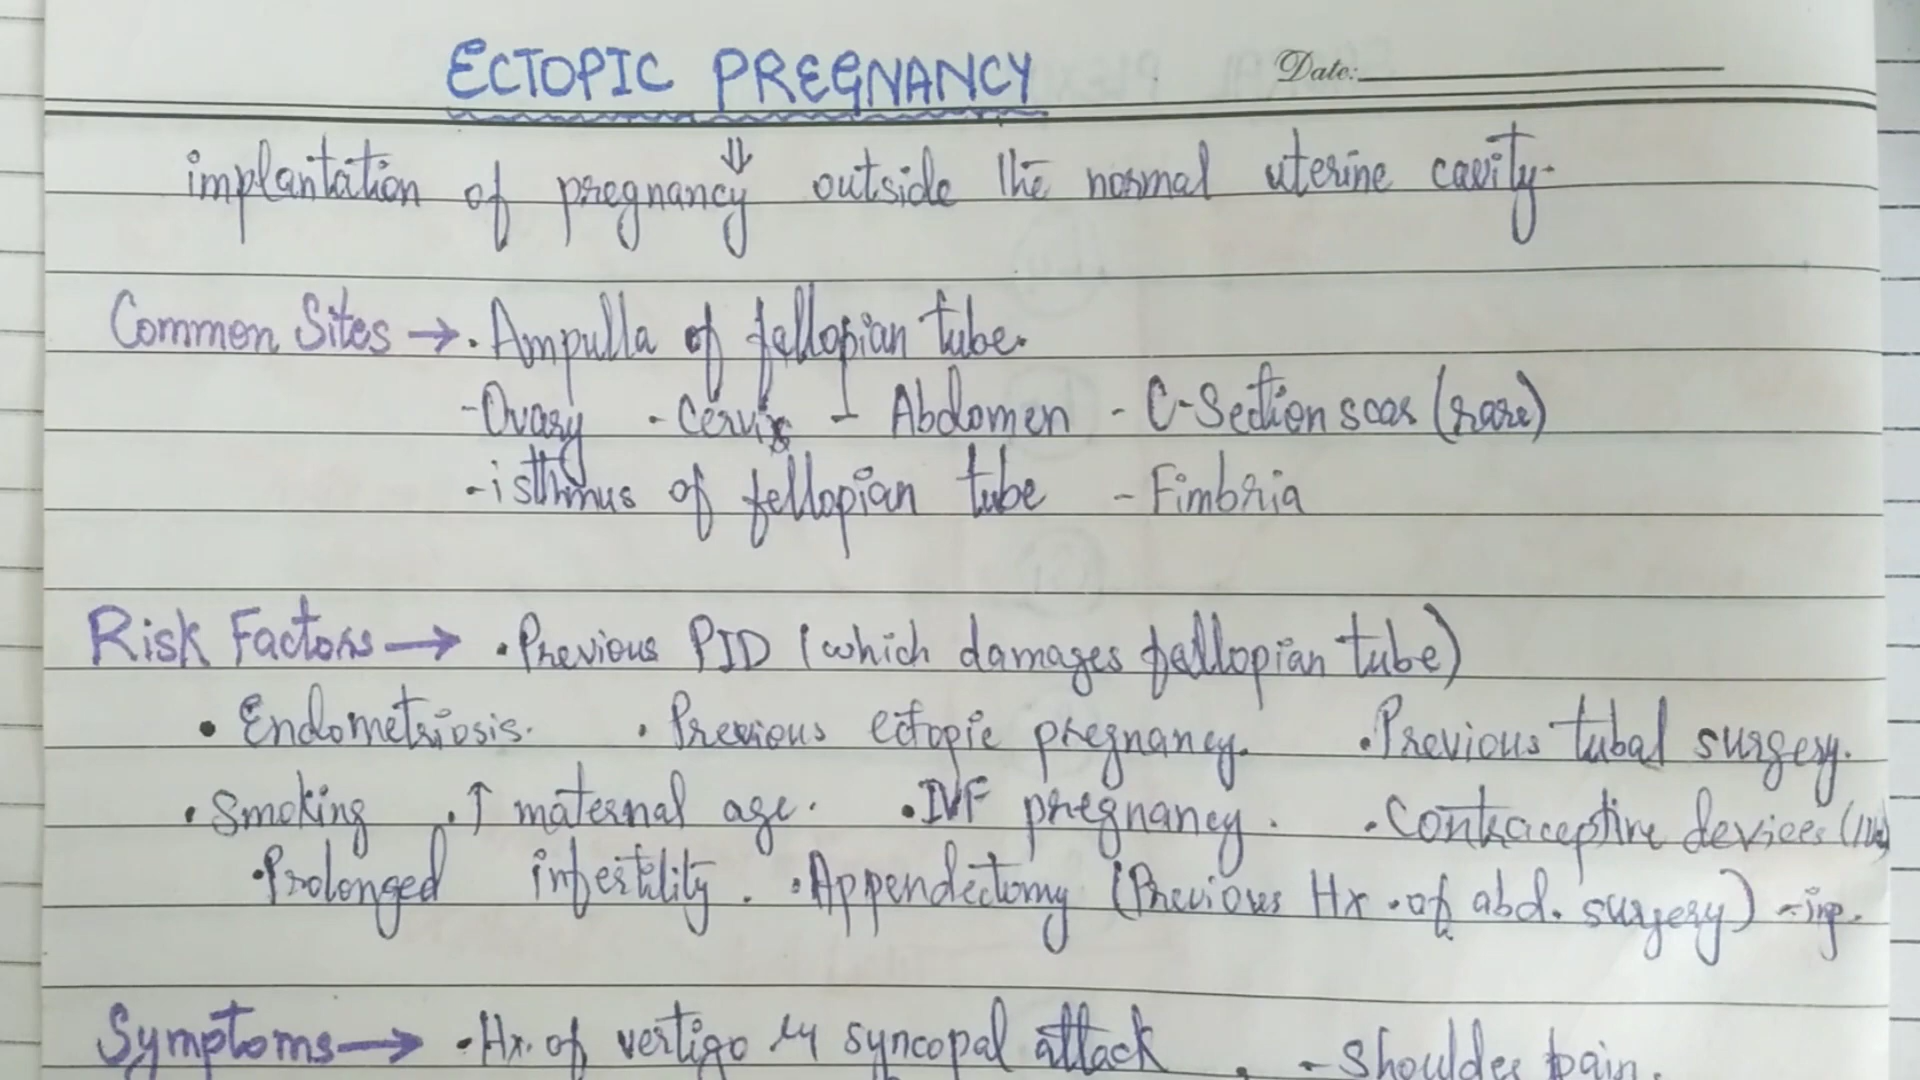 ECTOPIC PREGNANCY Date:
⇓
implantation of pregnancy outside the normal uterine cavity.
Common Sites → . Ampulla of fallopian tube.
- Ovary - Cervix - Abdomen - C-Section scar (rare)
- isthmus of fellopian tube - Fimbria
Risk Factors → • Previous PID (which damages fallopian tube)
• Endometriosis. • Previous ectopic pregnancy. • Previous tubal surgery.
• Smoking • ↑ maternal age. • IVF pregnancy. • Contraceptive devices
• Prolonged infertility. • Appendectomy (Previous Hx. of abd. surgery) - imp.
Symptoms → • Hx. of vertigo syncopal attack - Shoulder pain.